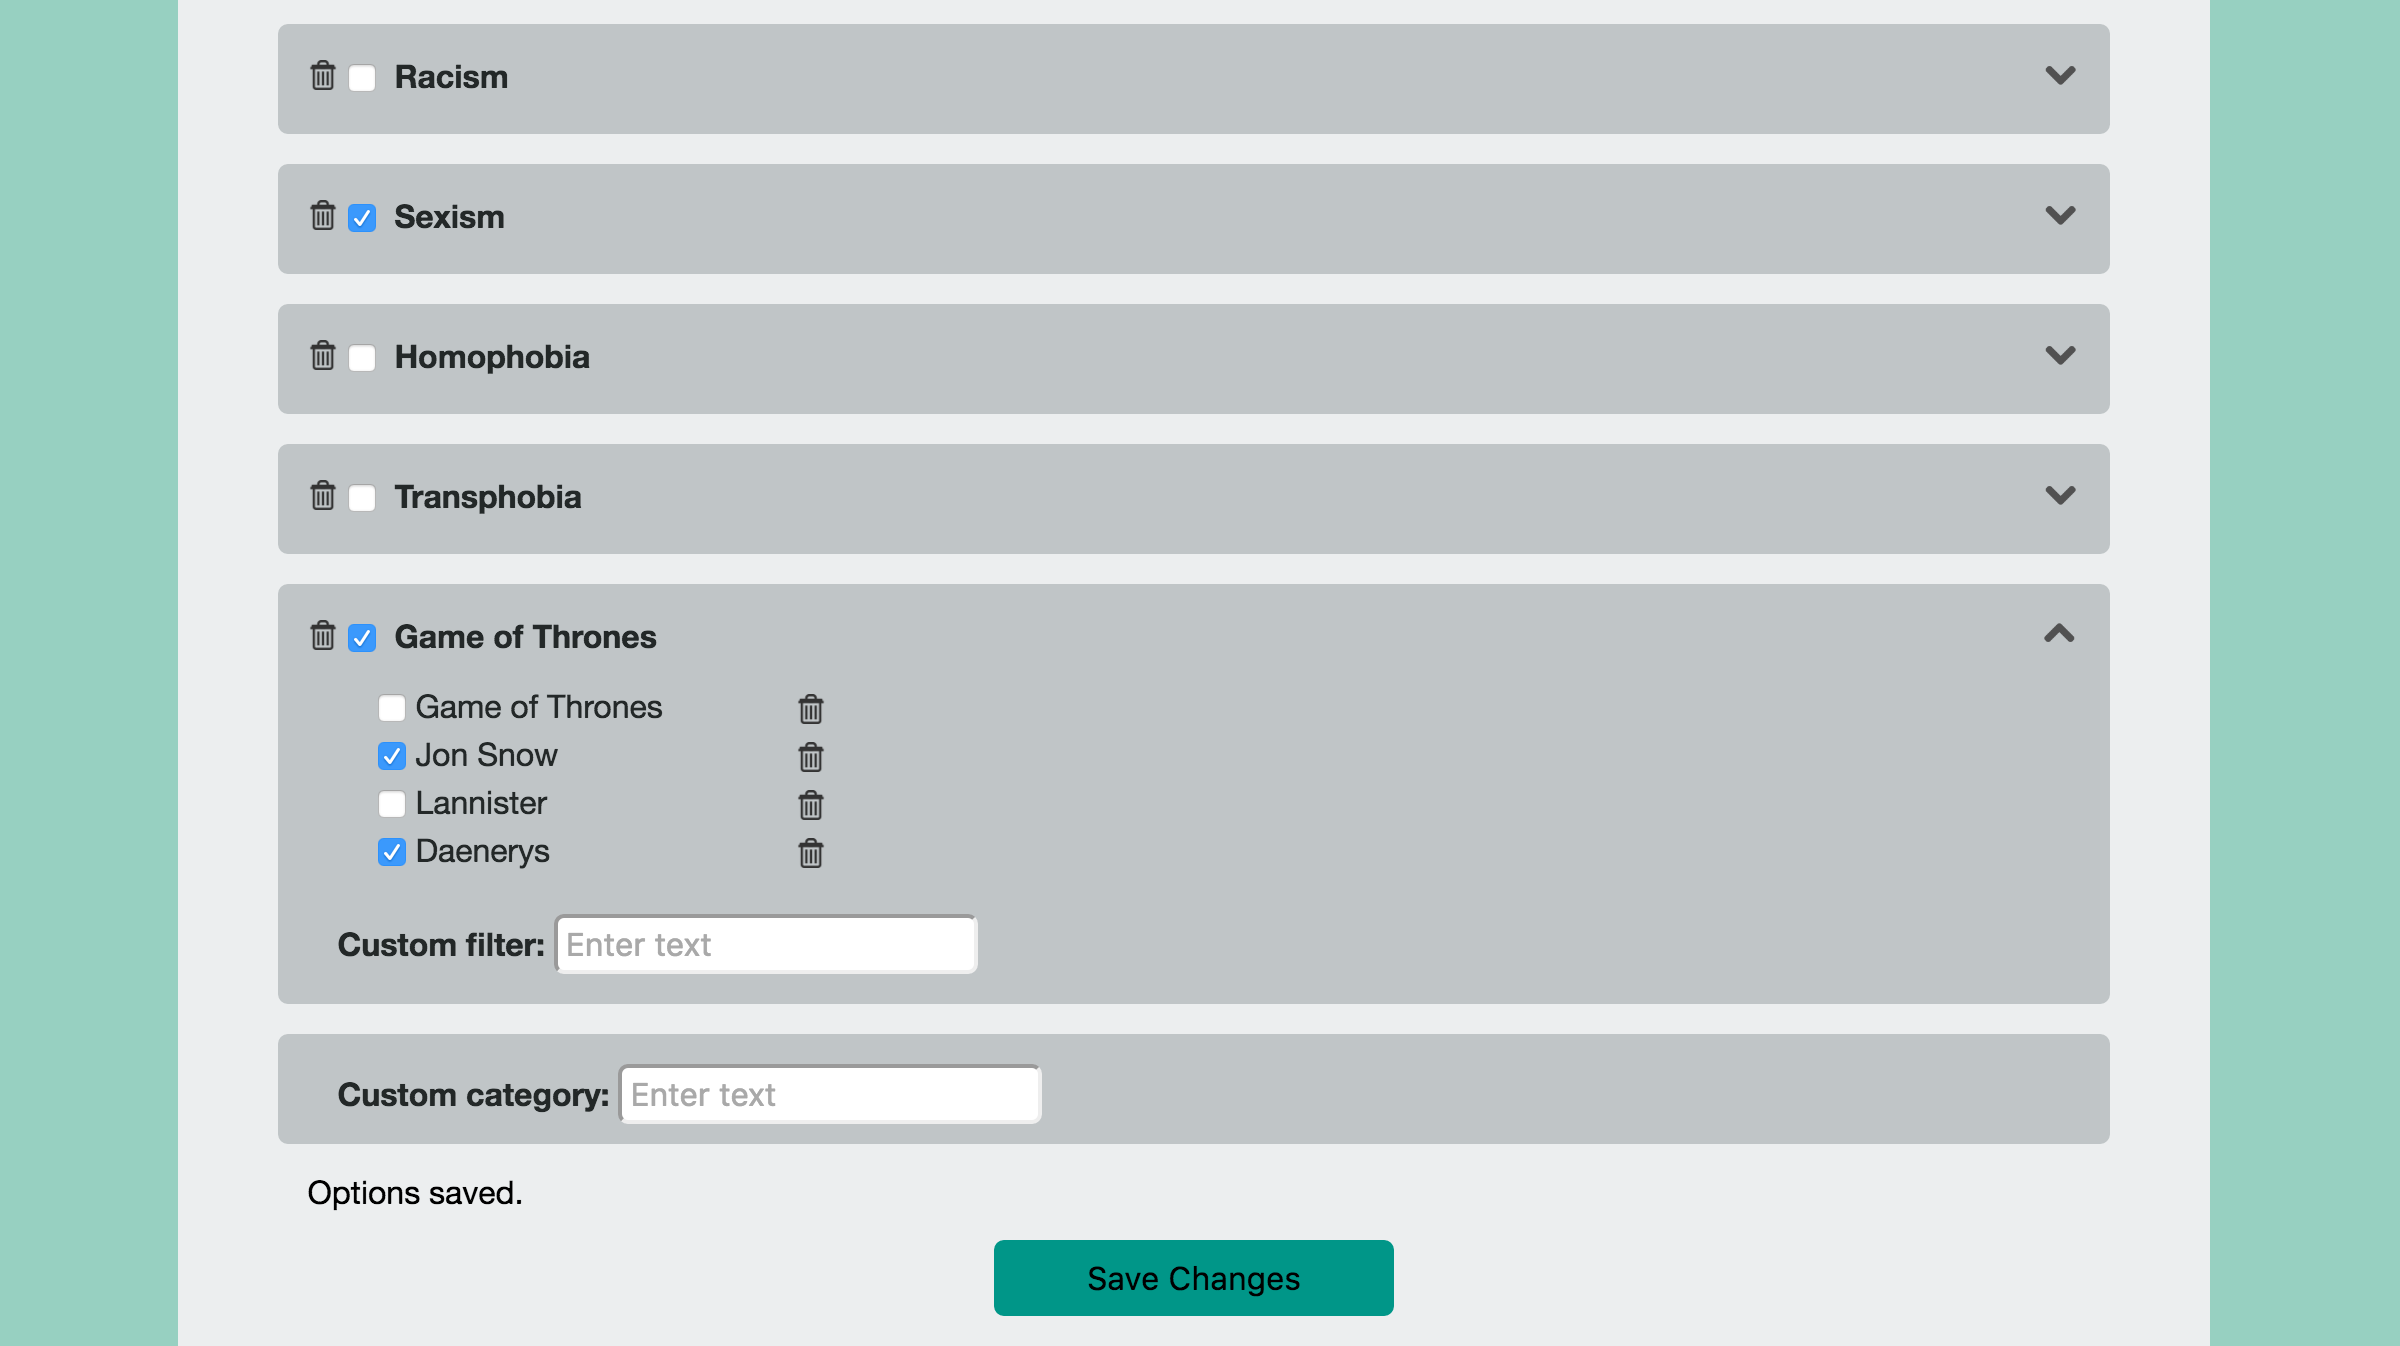 Racism
Sexism
Homophobia
Transphobia
Game of Thrones
Game of Thrones
Jon Snow
Lannister
Daenerys
Custom filter: Enter text
Custom category: Enter text
Options saved.
Save Changes